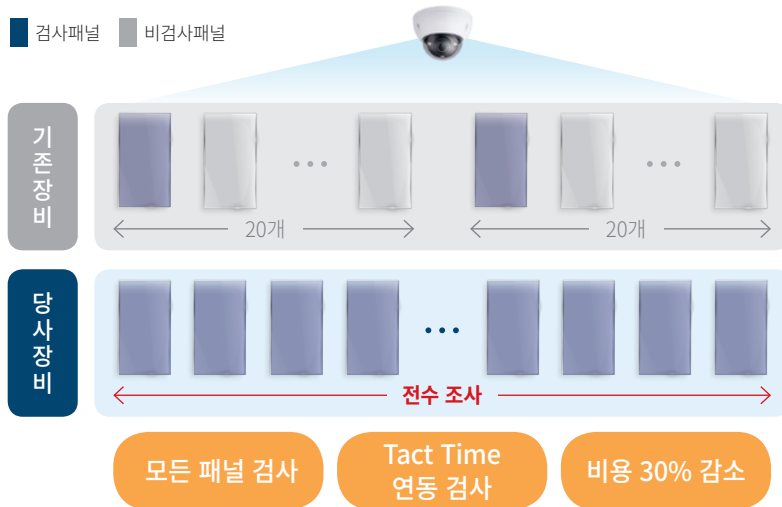 검사패널
비검사패널
기존장비
20개
20개
당사장비
전수 조사
모든 패널 검사
Tact Time
연동 검사
비용 30% 감소